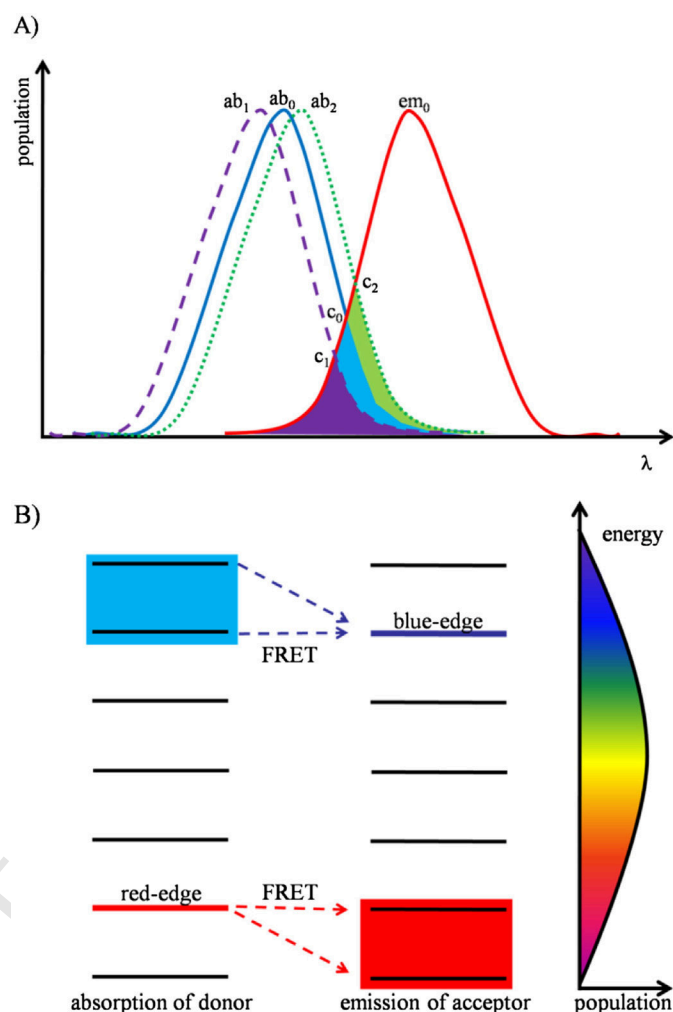 A)
population
ab₁ ab₀ ab₂ em₀
c₂
c₀
c₁
λ
B)
energy
blue-edge
FRET
red-edge FRET
absorption of donor emission of acceptor population